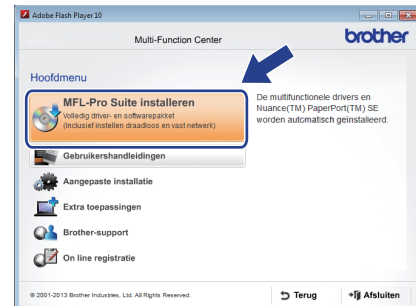 Adobe Flash Player 10
Multi-Function Center
brother
Hoofdmenu
MFL-Pro Suite installeren
Volledig driver- en softwarepakket
(Inclusief instellen draadloos en vast netwerk)
De multifunctionele drivers en
Nuance(TM) PaperPort(TM) SE
worden automatisch geïnstalleerd.
Gebruikershandleidingen
Aangepaste installatie
Extra toepassingen
Brother-support
On line registratie
© 2001-2013 Brother Industries, Ltd. All Rights Reserved.
Terug
Afsluiten